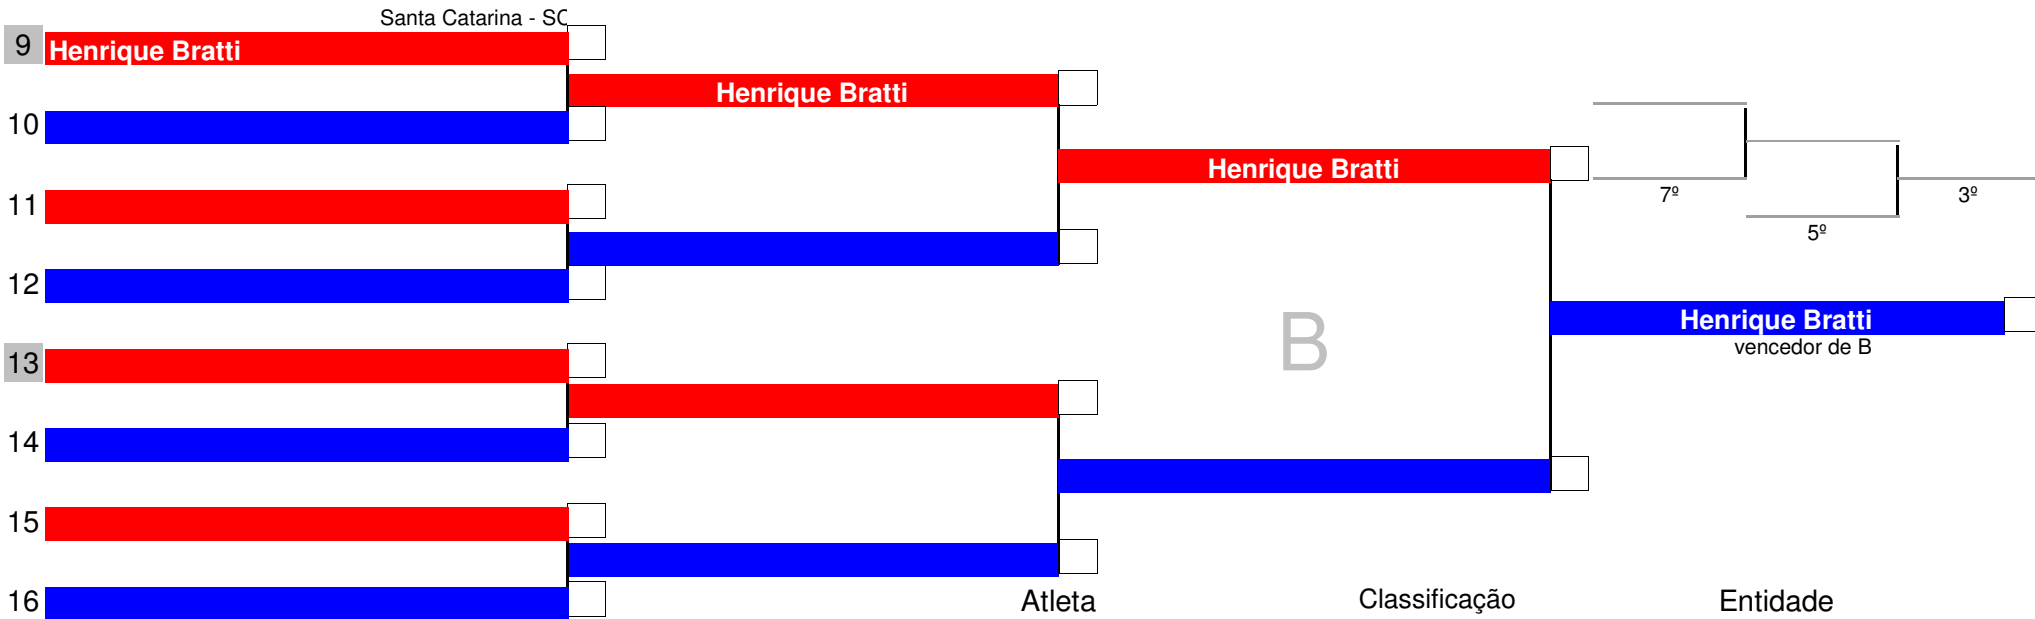 Santa Catarina - SC
9 Henrique Bratti
Henrique Bratti
10
Henrique Bratti
11
7º
3º
5º
12
Henrique Bratti
B
vencedor de B
13
14
15
16
Atleta
Classificação
Entidade